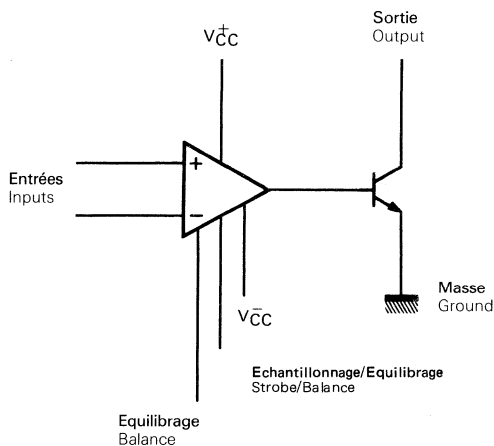 Sortie
Output
V+CC
+
Entrées
Inputs
-
V-CC
Masse
Ground
Echantillonnage/Equilibrage
Strobe/Balance
Equilibrage
Balance